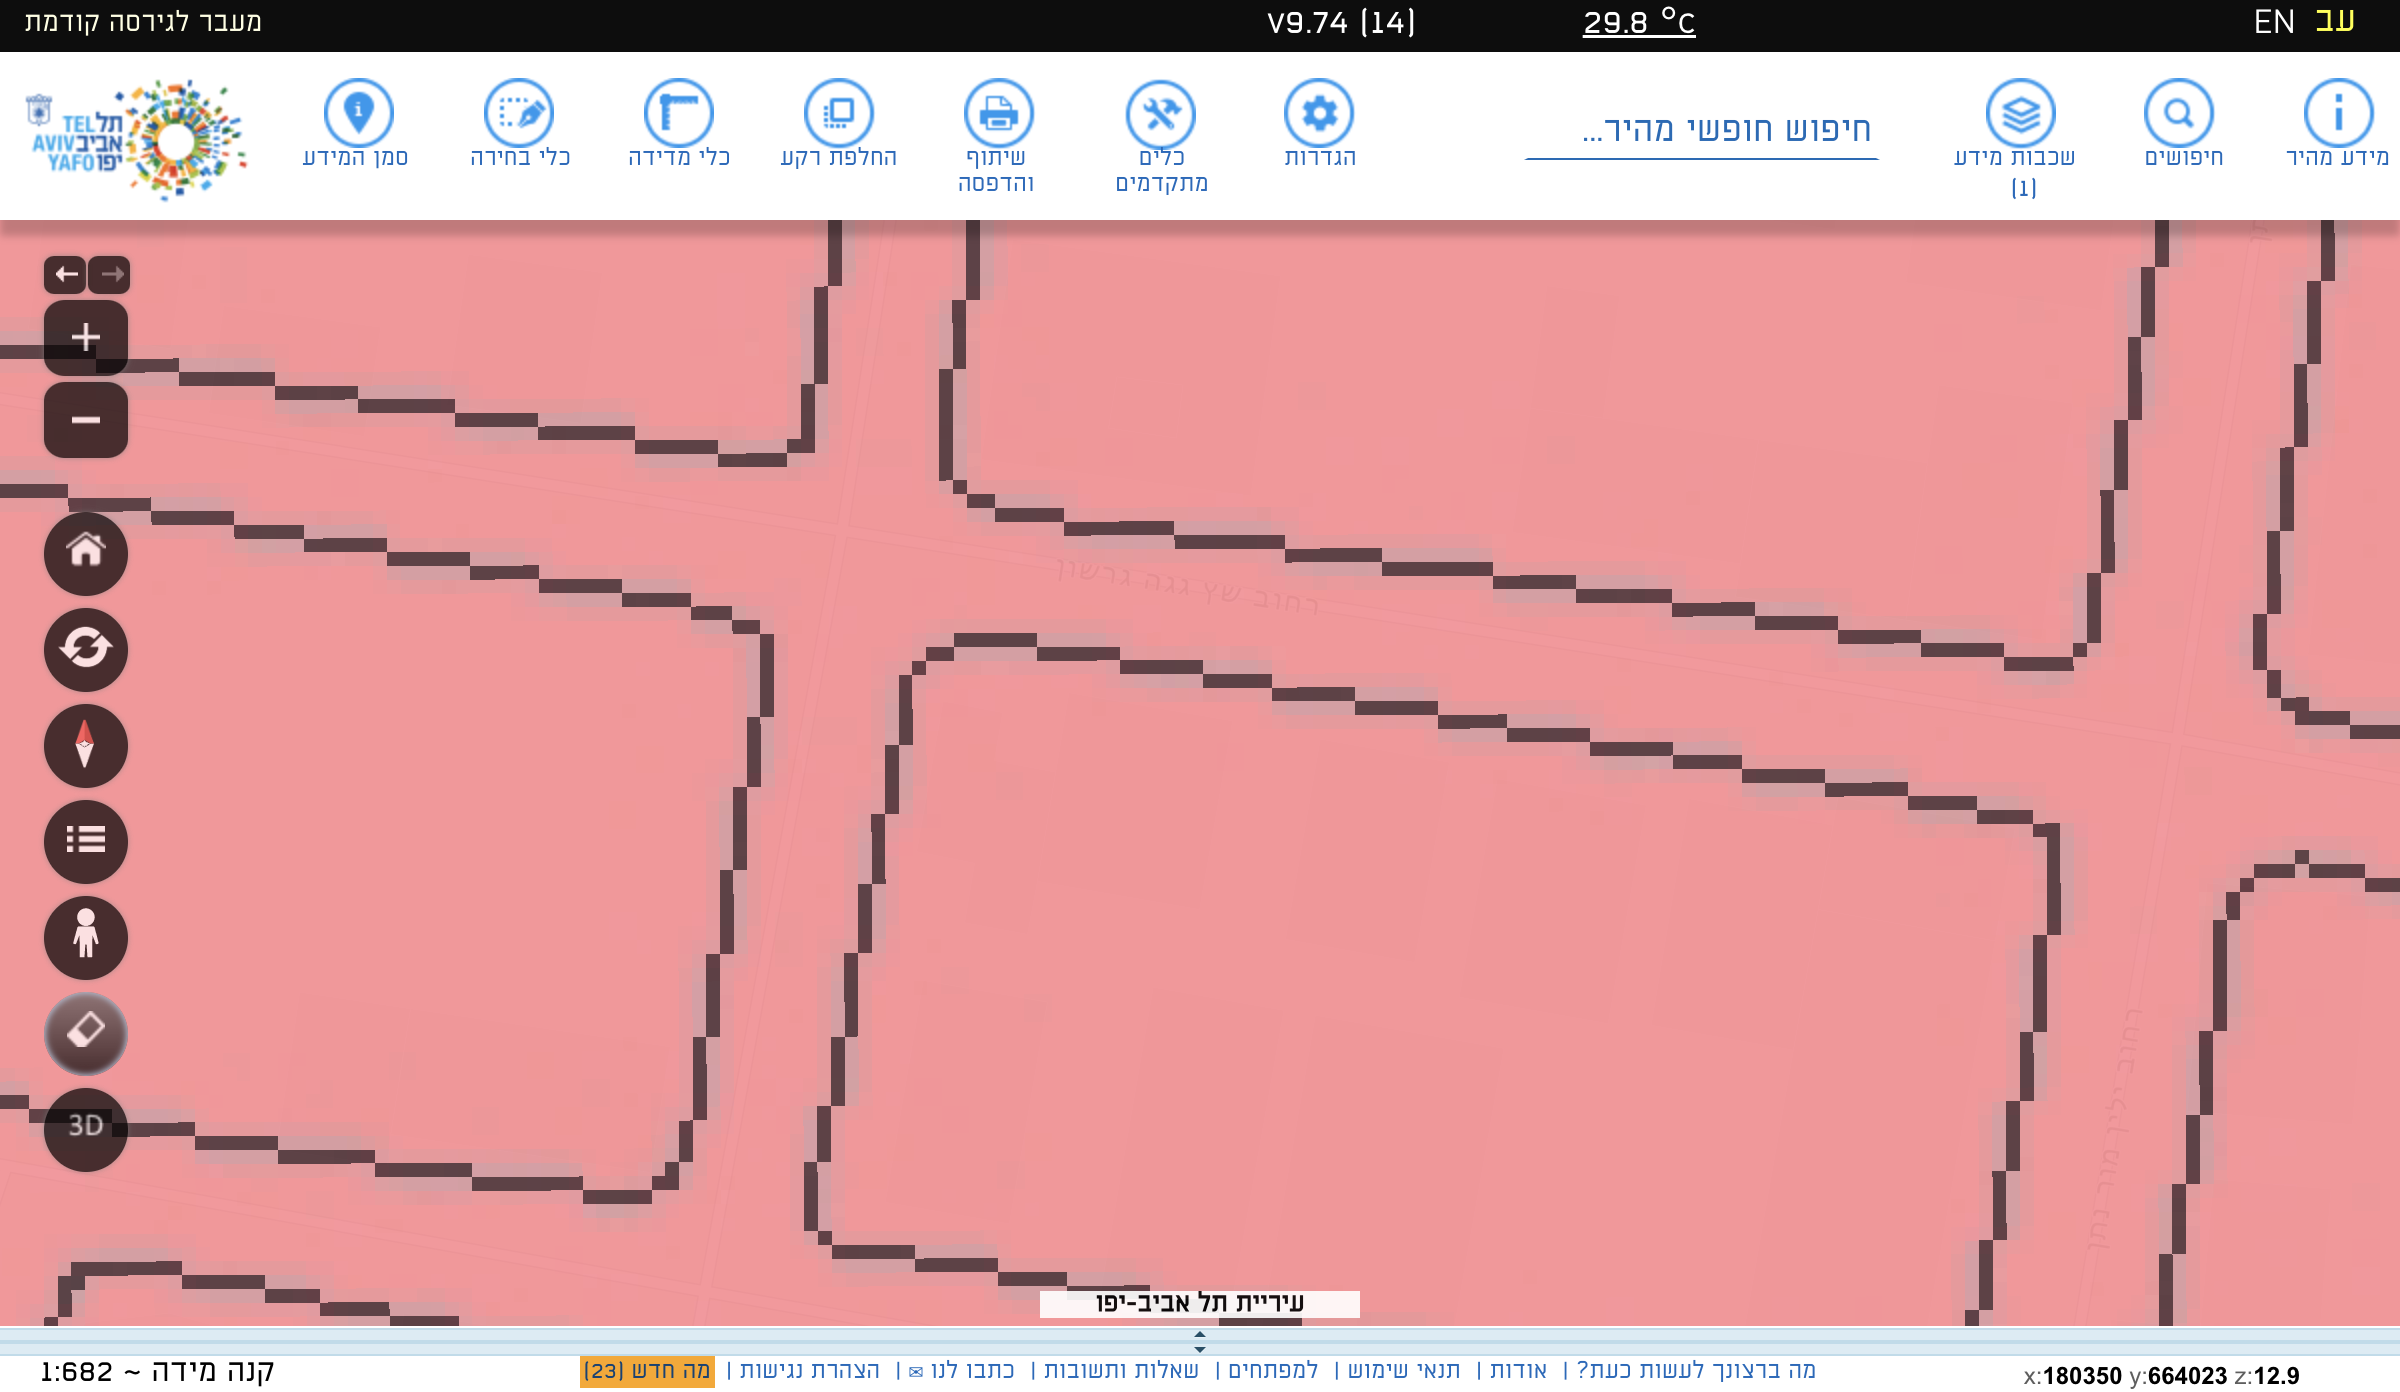 עב EN
29.8 °C
V9.74 (14)
מעבר לגירסה קודמת
מידע מהיר
חיפושים
שכבות מידע
(1)
חיפוש חופשי מהיר...
הגדרות
כלים
מתקדמים
שיתוף
והדפסה
החלפת רקע
כלי מדידה
כלי בחירה
סמן המידע
TEL תל
AVIV אביב
YAFO יפו
רחוב שץ גגה גרשון
רחוב ילין מור נתן
3D
עיריית תל אביב-יפו
מה ברצונך לעשות כעת? | אודות | תנאי שימוש | למפתחים | שאלות ותשובות | כתבו לנו ✉ | הצהרת נגישות | מה חדש (23)
קנה מידה ~ 1:682
x:180350 y:664023 z:12.9